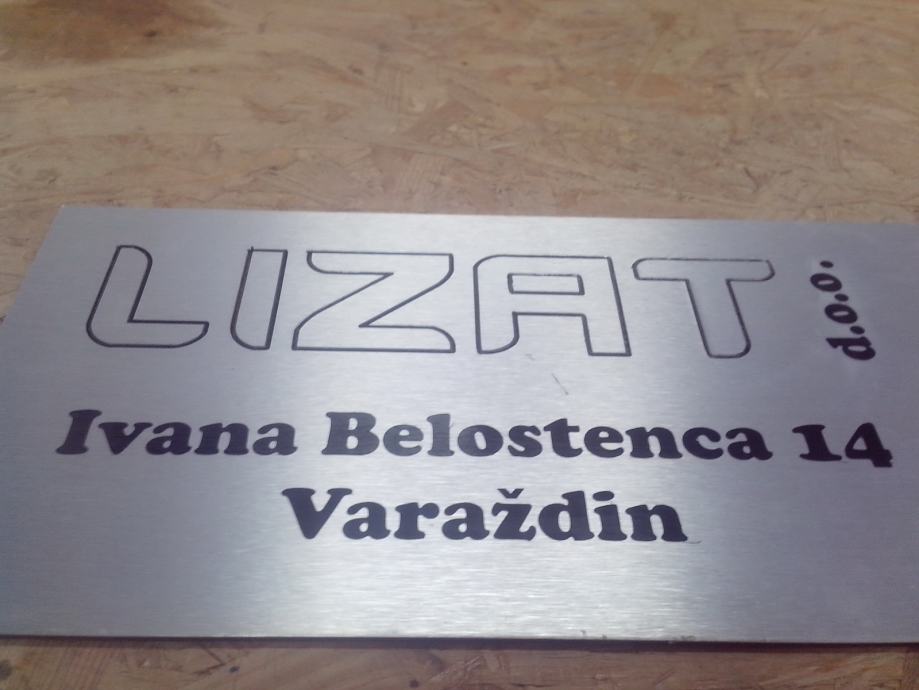 LIZAT d.o.o.
Ivana Belostenca 14
Varaždin